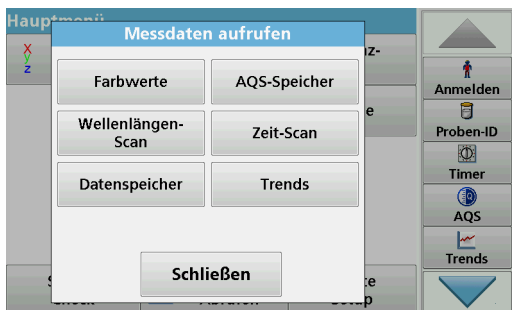 Hauptmenü
Messdaten aufrufen
X
y
z
nz-
Farbwerte
AQS-Speicher
e
Wellenlängen-
Scan
Zeit-Scan
Datenspeicher
Trends
Schließen
Anmelden
Proben-ID
Timer
AQS
Trends